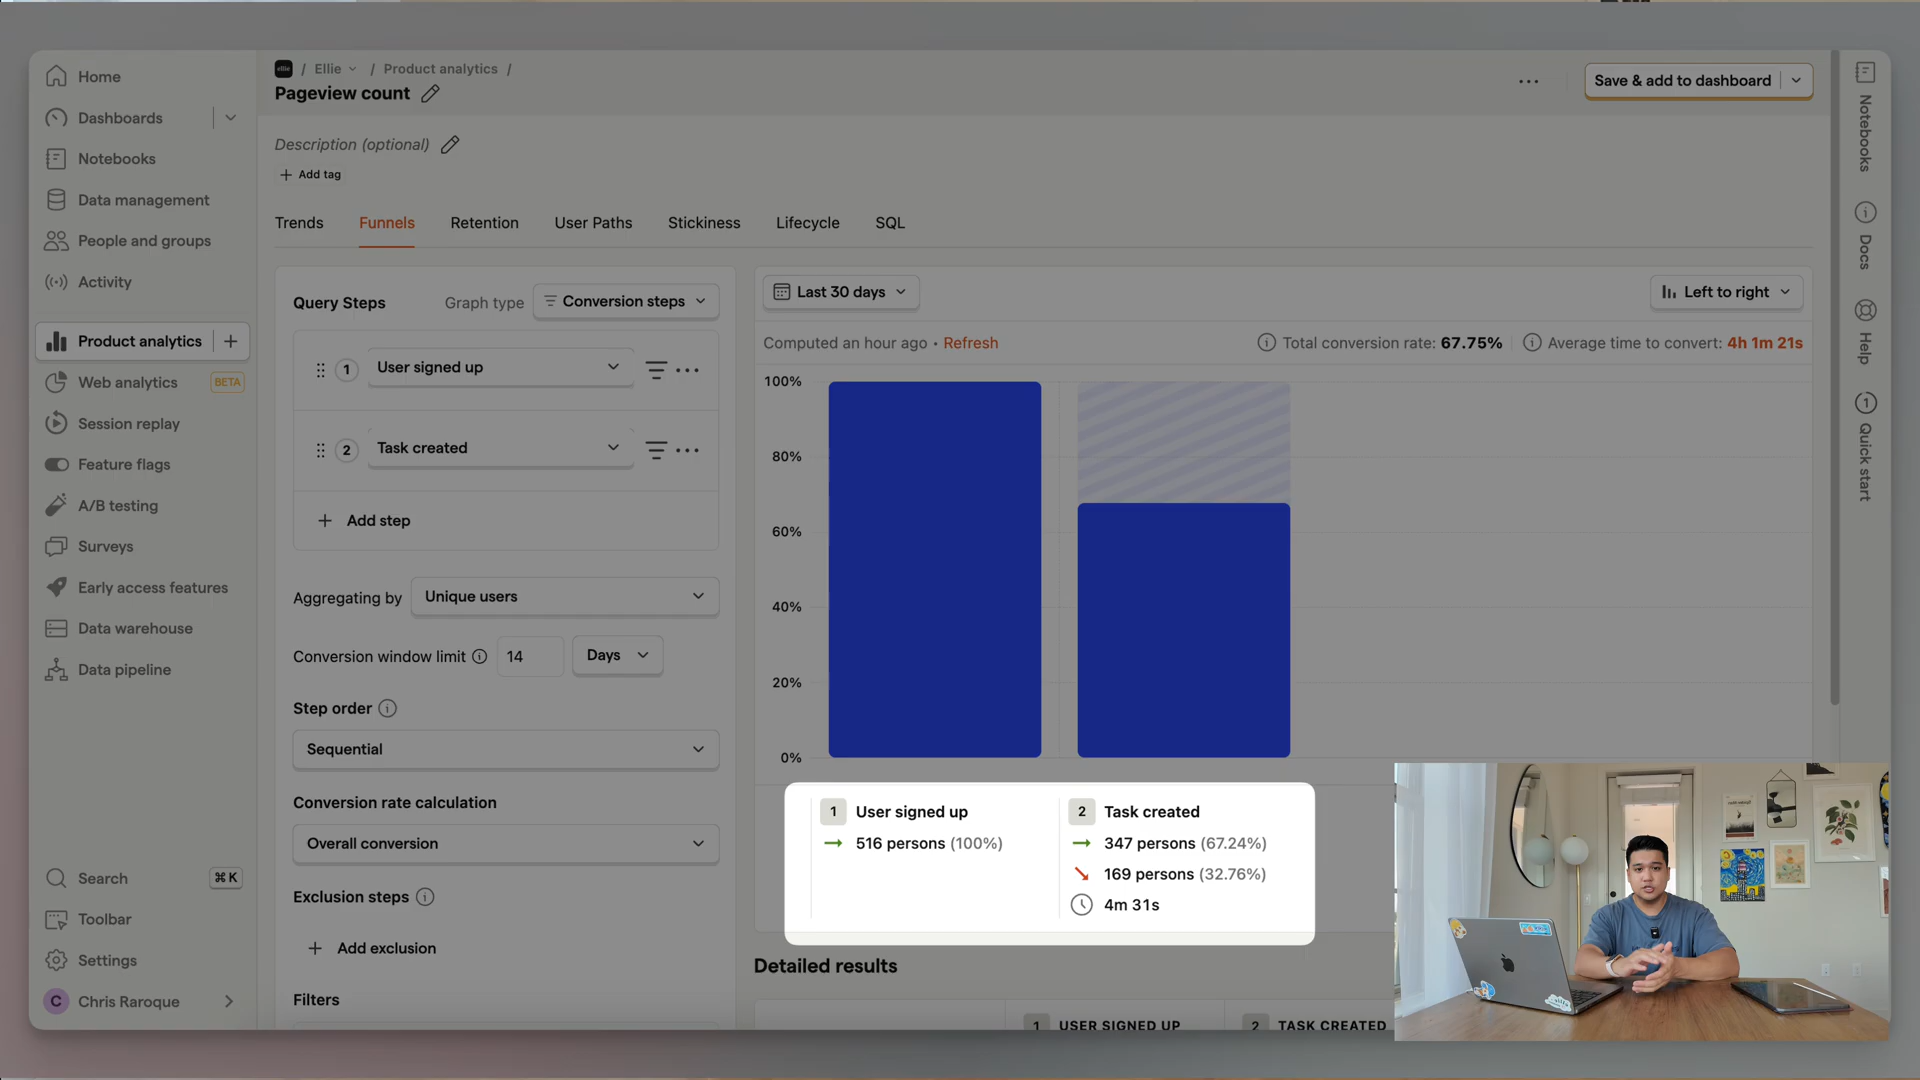 Home
Dashboards
Notebooks
Data management
People and groups
Activity
Product analytics
Web analytics BETA
Session replay
Feature flags
A/B testing
Surveys
Early access features
Data warehouse
Data pipeline
Search ⌘ K
Toolbar
Settings
C Chris Raroque
ellie / Ellie / Product analytics /
Pageview count
Save & add to dashboard
Description (optional)
+ Add tag
Trends Funnels Retention User Paths Stickiness Lifecycle SQL
Query Steps Graph type Conversion steps
1 User signed up
2 Task created
+ Add step
Aggregating by Unique users
Conversion window limit 14 Days
Step order
Sequential
Conversion rate calculation
Overall conversion
Exclusion steps
+ Add exclusion
Filters
Last 30 days Left to right
Computed an hour ago • Refresh Total conversion rate: 67.75% Average time to convert: 4h 1m 21s
100%
80%
60%
40%
20%
0%
1 User signed up
516 persons (100%)
2 Task created
347 persons (67.24%)
169 persons (32.76%)
4m 31s
Detailed results
1 USER SIGNED UP 2 TASK CREATED
Notebooks
Docs
Help
1 Quick start